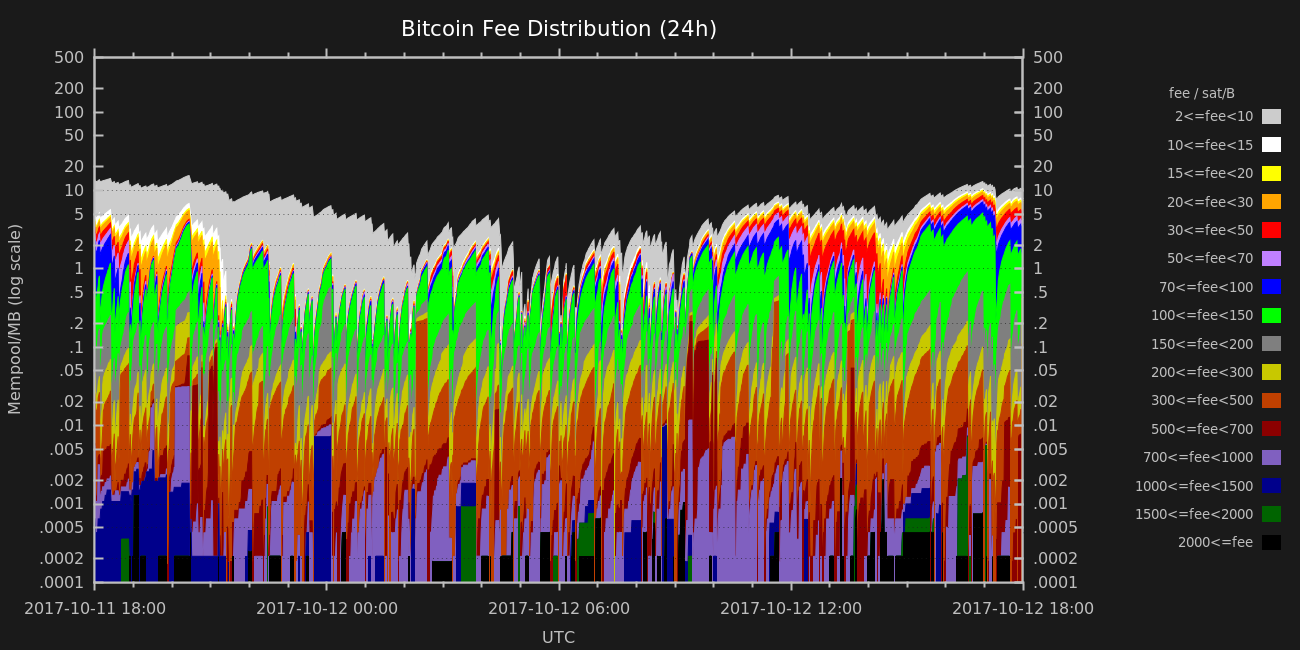 Bitcoin Fee Distribution (24h)
500 500
200 200
100 100
50 50
20 20
10 10
5 5
2 2
1 1
.5 .5
.2 .2
.1 .1
.05 .05
.02 .02
.01 .01
.005 .005
.002 .002
.001 .001
.0005 .0005
.0002 .0002
.0001 .0001
Mempool/MB (log scale)
2017-10-11 18:00 2017-10-12 00:00 2017-10-12 06:00 2017-10-12 12:00 2017-10-12 18:00
UTC
fee / sat/B
2<=fee<10
10<=fee<15
15<=fee<20
20<=fee<30
30<=fee<50
50<=fee<70
70<=fee<100
100<=fee<150
150<=fee<200
200<=fee<300
300<=fee<500
500<=fee<700
700<=fee<1000
1000<=fee<1500
1500<=fee<2000
2000<=fee